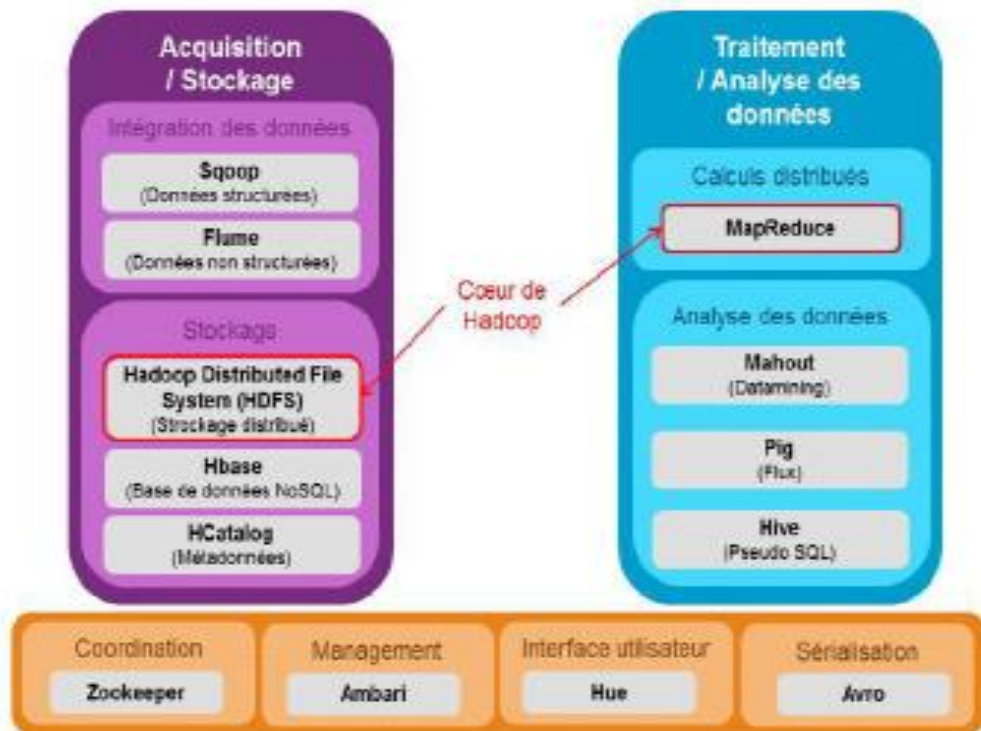 Acquisition
/ Stockage
Intégration des données
Sqoop
(Données structurées)
Flume
(Données non structurées)
Stockage
Hadoop Distributed File
System (HDFS)
(Strockage distribué)
Hbase
(Base de données NoSQL)
HCatalog
(Métadonnées)
Cœur de
Hadoop
Traitement
/ Analyse des
données
Calculs distribués
MapReduce
Analyse des données
Mahout
(Datamining)
Pig
(Flux)
Hive
(Pseudo SQL)
Coordination
Zookeeper
Management
Ambari
Interface utilisateur
Hue
Sérialisation
Avro